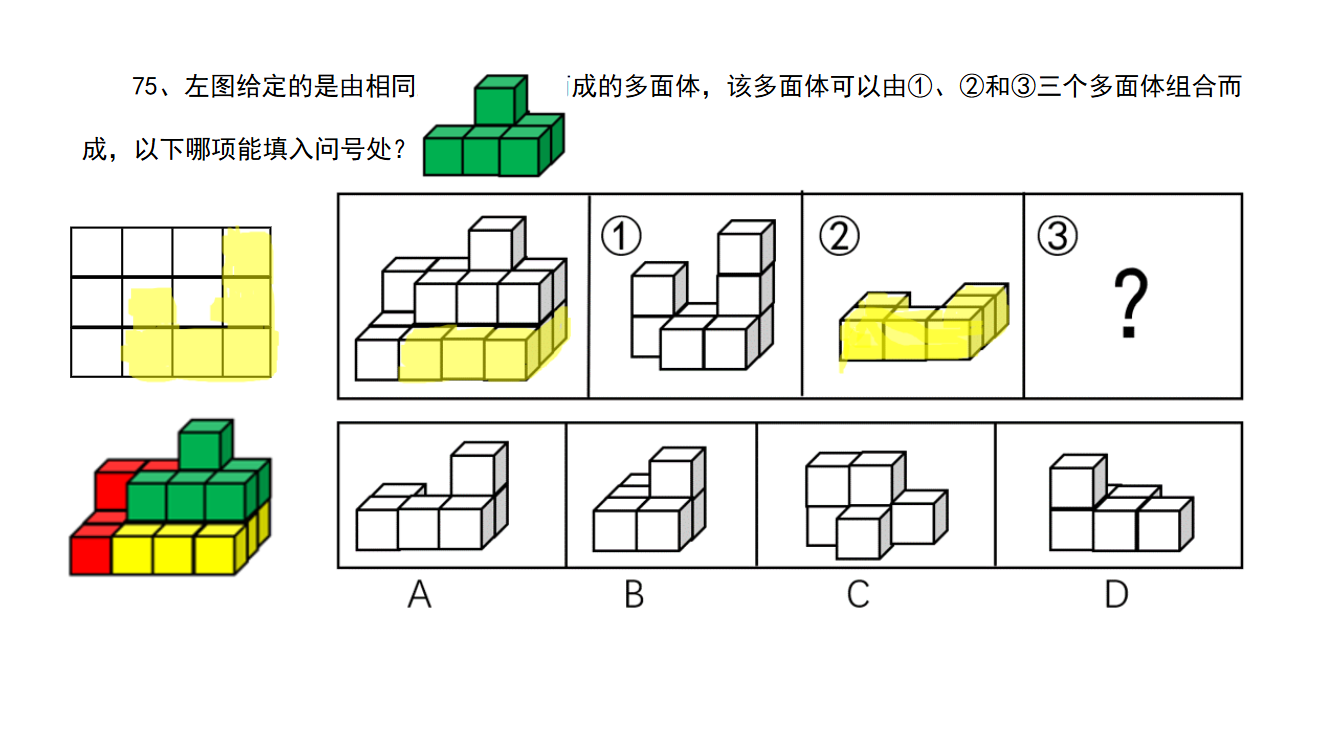 75、左图给定的是由相同
成的多面体，该多面体可以由①、②和③三个多面体组合而
成，以下哪项能填入问号处？
① ② ③
?
A B C D